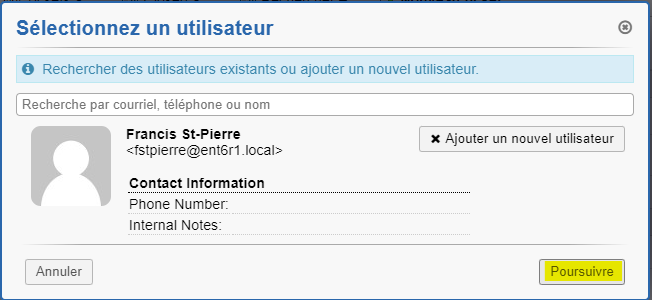 Sélectionnez un utilisateur
Rechercher des utilisateurs existants ou ajouter un nouvel utilisateur.
Recherche par courriel, téléphone ou nom
Francis St-Pierre
<fstpierre@ent6r1.local>
Ajouter un nouvel utilisateur
Contact Information
Phone Number:
Internal Notes:
Annuler
Poursuivre